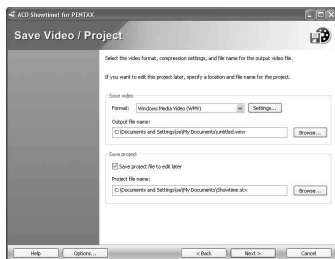 ACD Showtime! for PENTAX
Save Video / Project
Select the video format, compression settings, and file name for the output video file.
If you want to edit this project later, specify a location and file name for the project.
Save video
Format: Windows Media Video (WMV) Settings...
Output file name:
C:\Documents and Settings\se\My Documents\untitled.wmv Browse...
Save project
Save project file to edit later
Project file name:
C:\Documents and Settings\se\My Documents\Showtime.stx Browse...
Help Options... < Back Next > Cancel